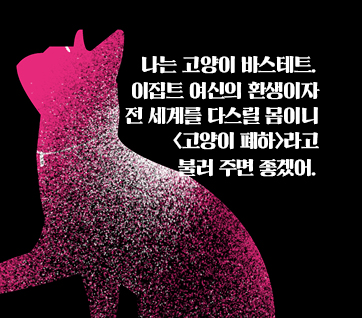 나는 고양이 바스테트.
이집트 여신의 환생이자
전 세계를 다스릴 몸이니
<고양이 폐하>라고
불러 주면 좋겠어.